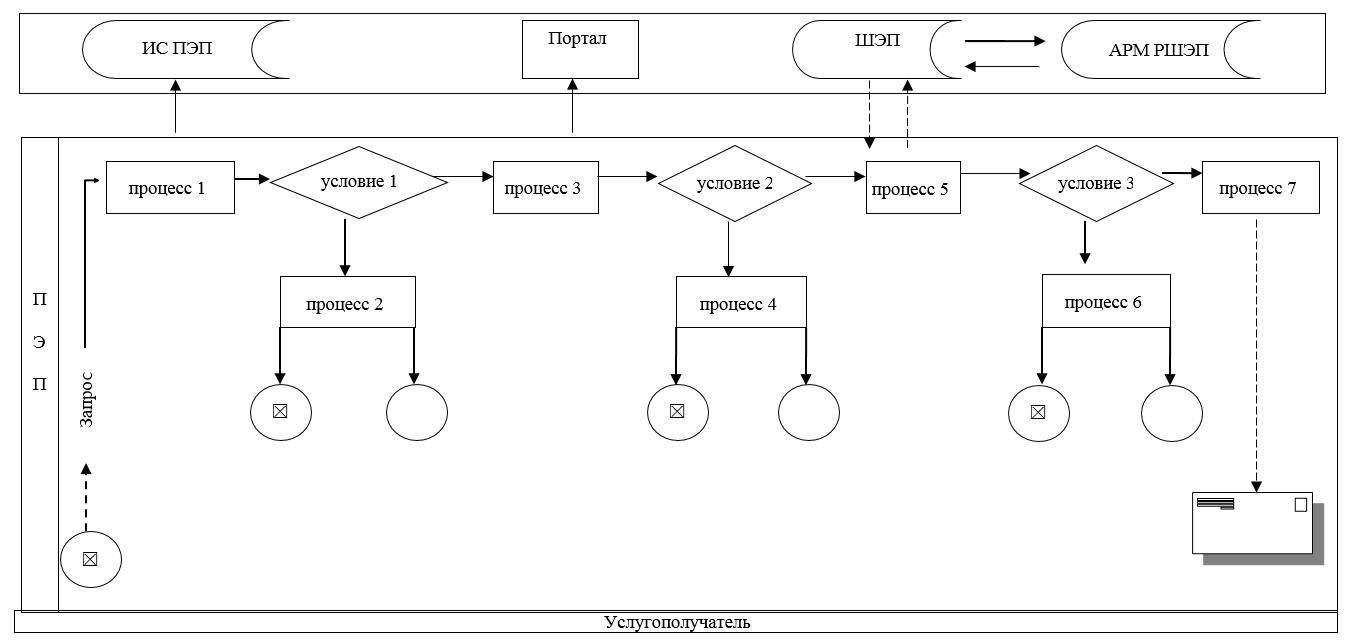 ИС ПЭП
Портал
ШЭП
АРМ РШЭП
процесс 1
условие 1
процесс 3
условие 2
процесс 5
условие 3
процесс 7
процесс 2
процесс 4
процесс 6
П
Э
П
Запрос
Услугополучатель